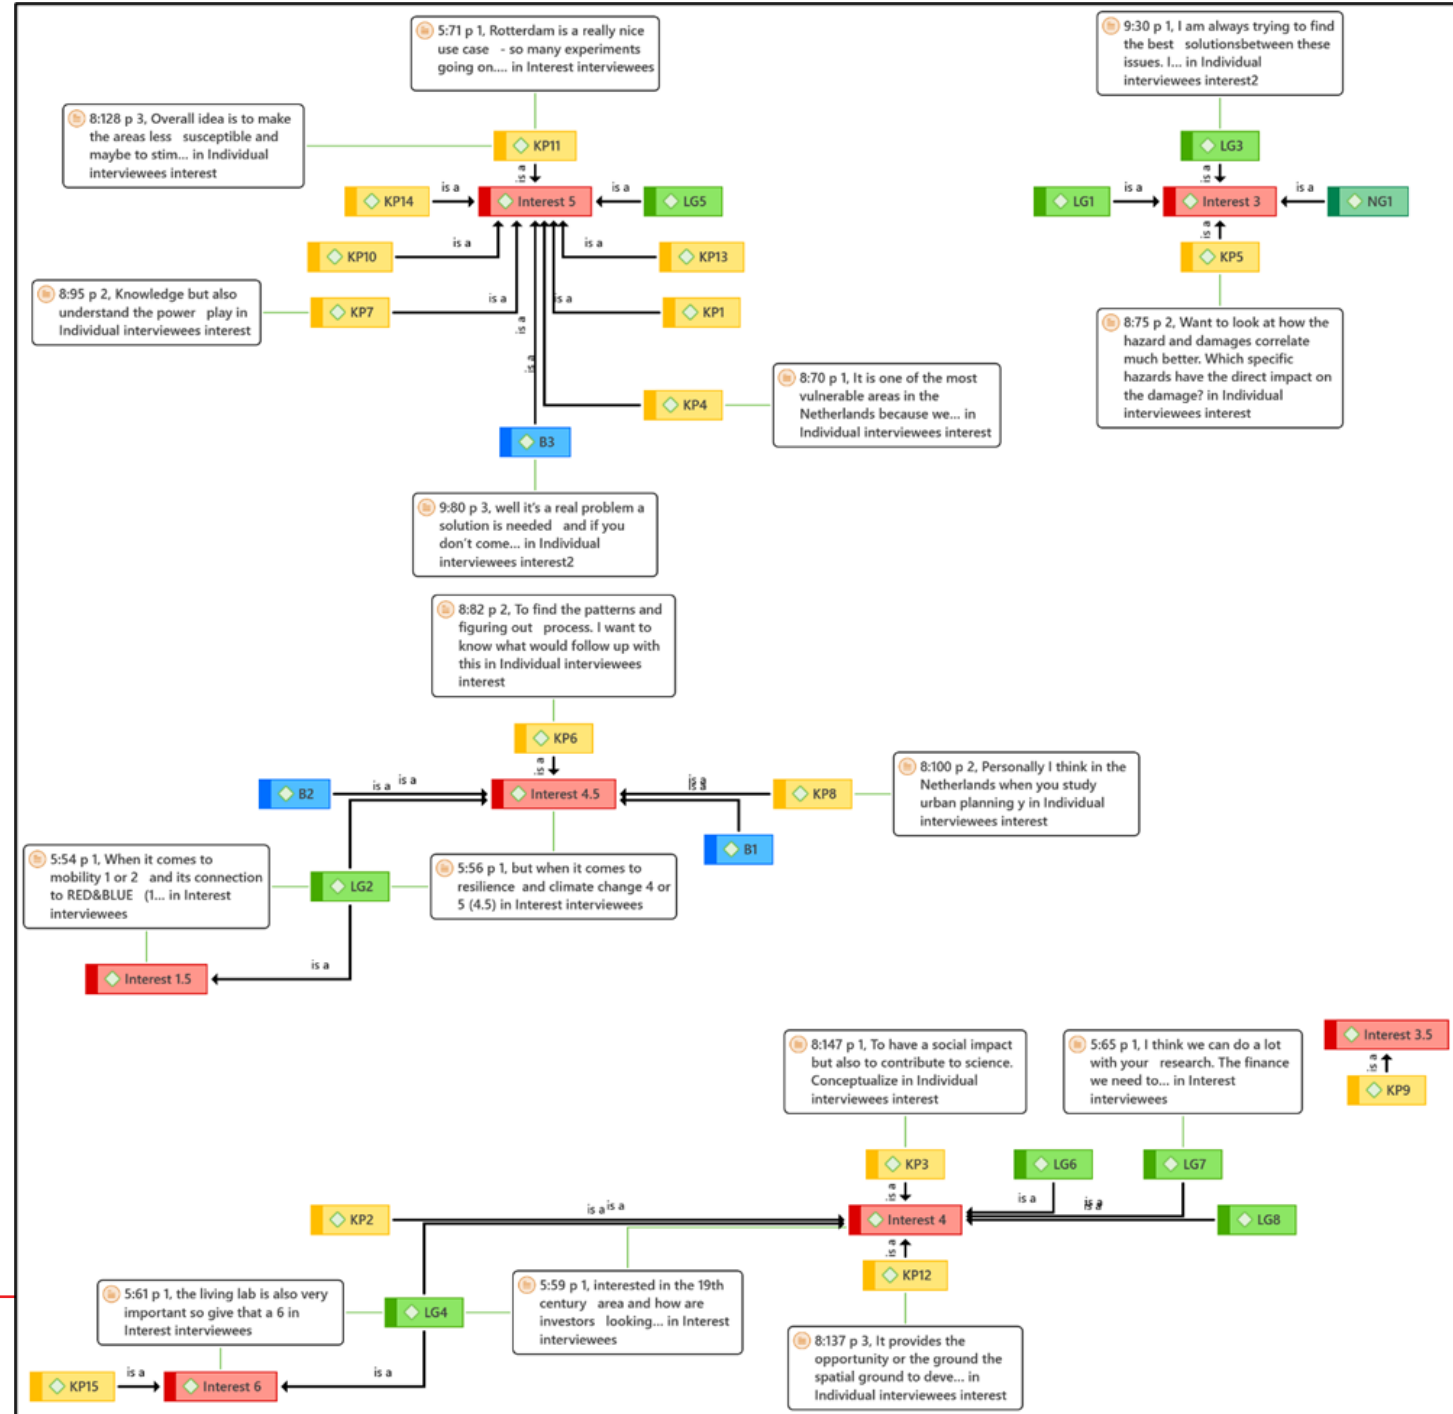 5:71 p 1, Rotterdam is a really nice
use case - so many experiments
going on.... in Interest interviewees
9:30 p 1, I am always trying to find
the best solutionsbetween these
issues. I... in Individual
interviewees interest2
8:128 p 3, Overall idea is to make
the areas less susceptible and
maybe to stim... in Individual
interviewees interest
KP11
is a
LG3
is a
KP14
is a
Interest 5
is a
LG5
LG1
is a
Interest 3
is a
NG1
KP10
is a
is a
KP13
is a
KP5
8:95 p 2, Knowledge but also
understand the power play in
Individual interviewees interest
KP7
is a
is a
is a
KP1
8:75 p 2, Want to look at how the
hazard and damages correlate
much better. Which specific
hazards have the direct impact on
the damage? in Individual
interviewees interest
is a
KP4
8:70 p 1, It is one of the most
vulnerable areas in the
Netherlands because we... in
Individual interviewees interest
B3
9:80 p 3, well it's a real problem a
solution is needed and if you
don't come... in Individual
interviewees interest2
8:82 p 2, To find the patterns and
figuring out process. I want to
know what would follow up with
this in Individual interviewees
interest
KP6
is a
B2
is a
is a
Interest 4.5
is a
is a
KP8
8:100 p 2, Personally I think in the
Netherlands when you study
urban planning y in Individual
interviewees interest
B1
5:54 p 1, When it comes to
mobility 1 or 2 and its connection
to RED&BLUE (1... in Interest
interviewees
LG2
5:56 p 1, but when it comes to
resilience and climate change 4 or
5 (4.5) in Interest interviewees
is a
Interest 1.5
8:147 p 1, To have a social impact
but also to contribute to science.
Conceptualize in Individual
interviewees interest
5:65 p 1, I think we can do a lot
with your research. The finance
we need to... in Interest
interviewees
Interest 3.5
is a
KP9
KP3
is a
LG6
is a
LG7
is a
is a
KP2
is a
is a
Interest 4
LG8
is a
KP12
5:61 p 1, the living lab is also very
important so give that a 6 in
Interest interviewees
LG4
5:59 p 1, interested in the 19th
century area and how are
investors looking... in Interest
interviewees
8:137 p 3, It provides the
opportunity or the ground the
spatial ground to deve... in
Individual interviewees interest
KP15
is a
Interest 6
is a